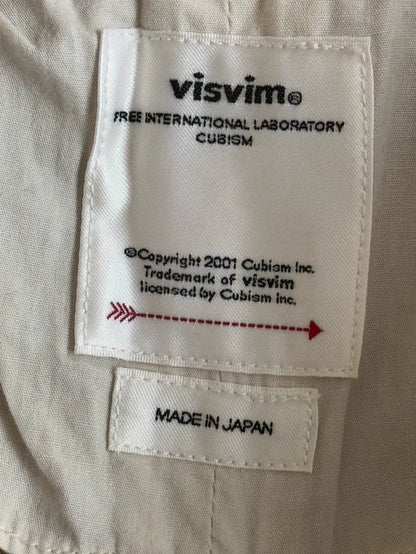 visvim®
FREE INTERNATIONAL LABORATORY
CUBISM
©Copyright 2001 Cubism Inc.
Trademark of visvim
licensed by Cubism Inc.
MADE IN JAPAN